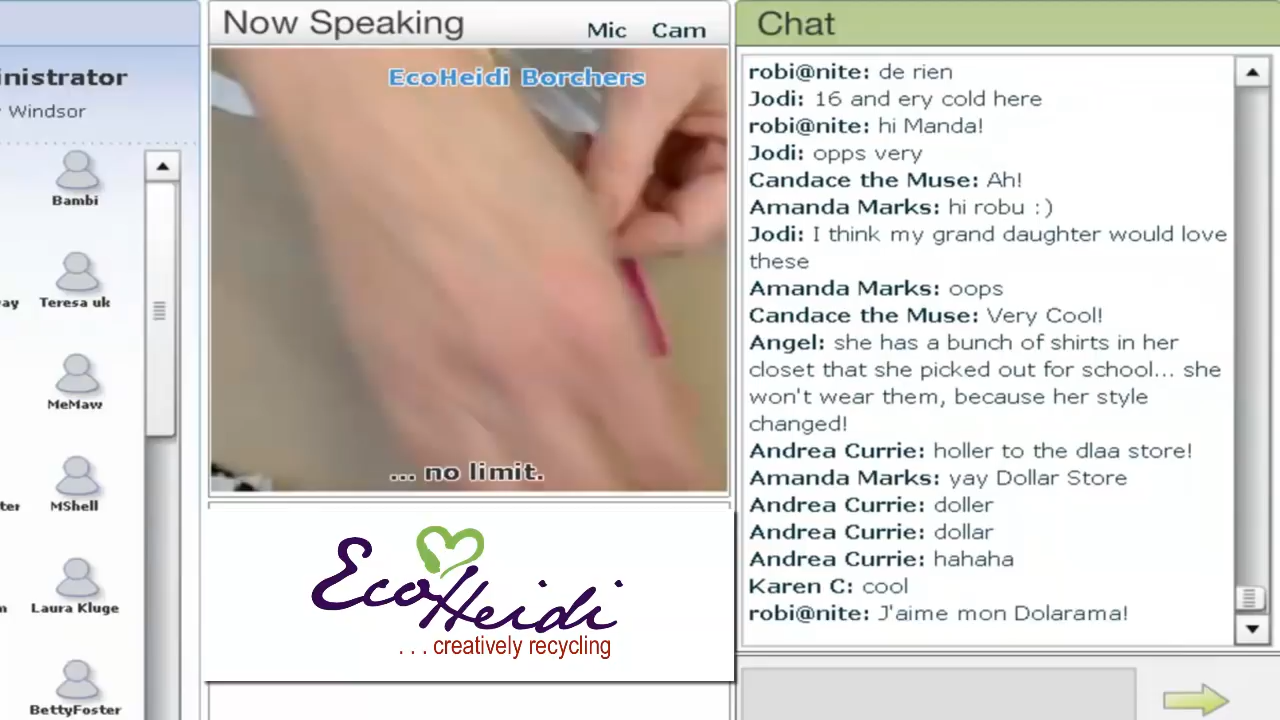 inistrator
Windsor
Bambi
ay
Teresa uk
MeMaw
ter
MShell
Laura Kluge
BettyFoster
Now Speaking
Mic Cam
EcoHeidi Borchers
... no limit.
EcoHeidi
. . . creatively recycling
Chat
robi@nite: de rien
Jodi: 16 and ery cold here
robi@nite: hi Manda!
Jodi: opps very
Candace the Muse: Ah!
Amanda Marks: hi robu :)
Jodi: I think my grand daughter would love
these
Amanda Marks: oops
Candace the Muse: Very Cool!
Angel: she has a bunch of shirts in her
closet that she picked out for school... she
won't wear them, because her style
changed!
Andrea Currie: holler to the dlaa store!
Amanda Marks: yay Dollar Store
Andrea Currie: doller
Andrea Currie: dollar
Andrea Currie: hahaha
Karen C: cool
robi@nite: J'aime mon Dolarama!